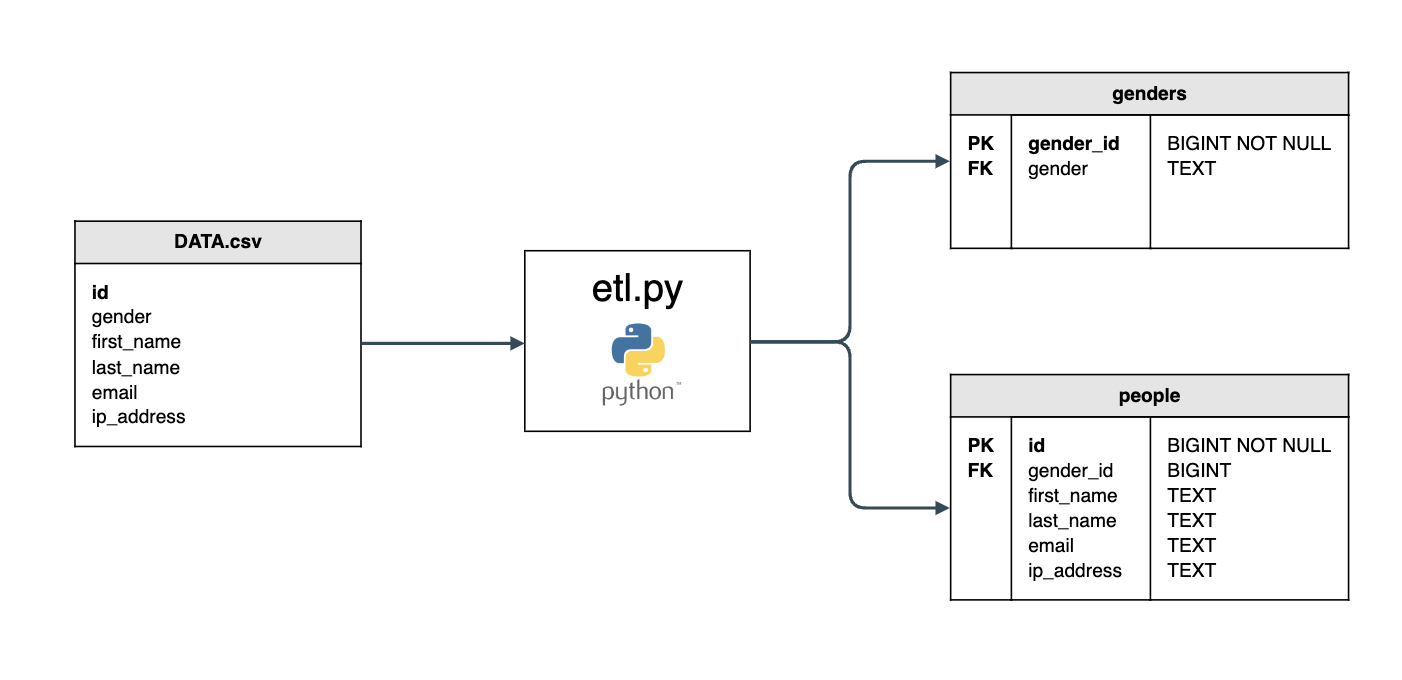 DATA.csv
id
gender
first_name
last_name
email
ip_address
etl.py
python™
genders
PK gender_id BIGINT NOT NULL
FK gender TEXT
people
PK id BIGINT NOT NULL
FK gender_id BIGINT
first_name TEXT
last_name TEXT
email TEXT
ip_address TEXT